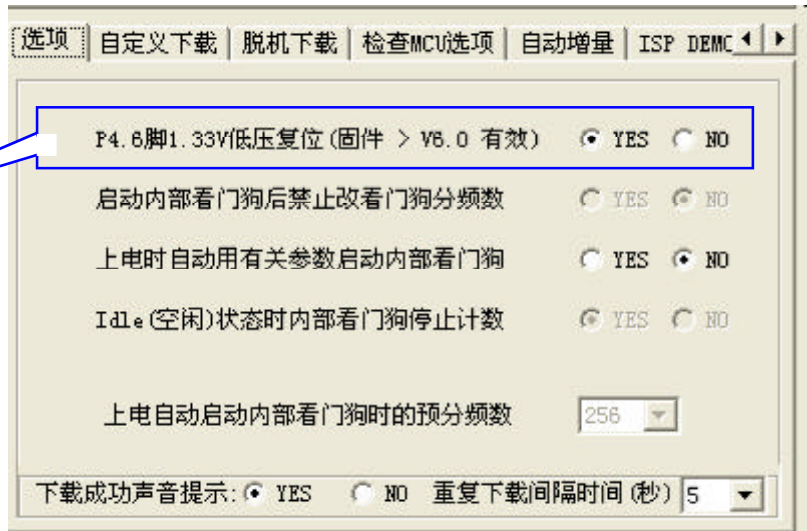 选项 自定义下载 脱机下载 检查MCU选项 自动增量 ISP DEMC
P4.6脚1.33V低压复位(固件 > V6.0 有效) YES NO
启动内部看门狗后禁止改看门狗分频数 YES NO
上电时自动用有关参数启动内部看门狗 YES NO
Idle(空闲)状态时内部看门狗停止计数 YES NO
上电自动启动内部看门狗时的预分频数 256
下载成功声音提示: YES NO 重复下载间隔时间(秒) 5